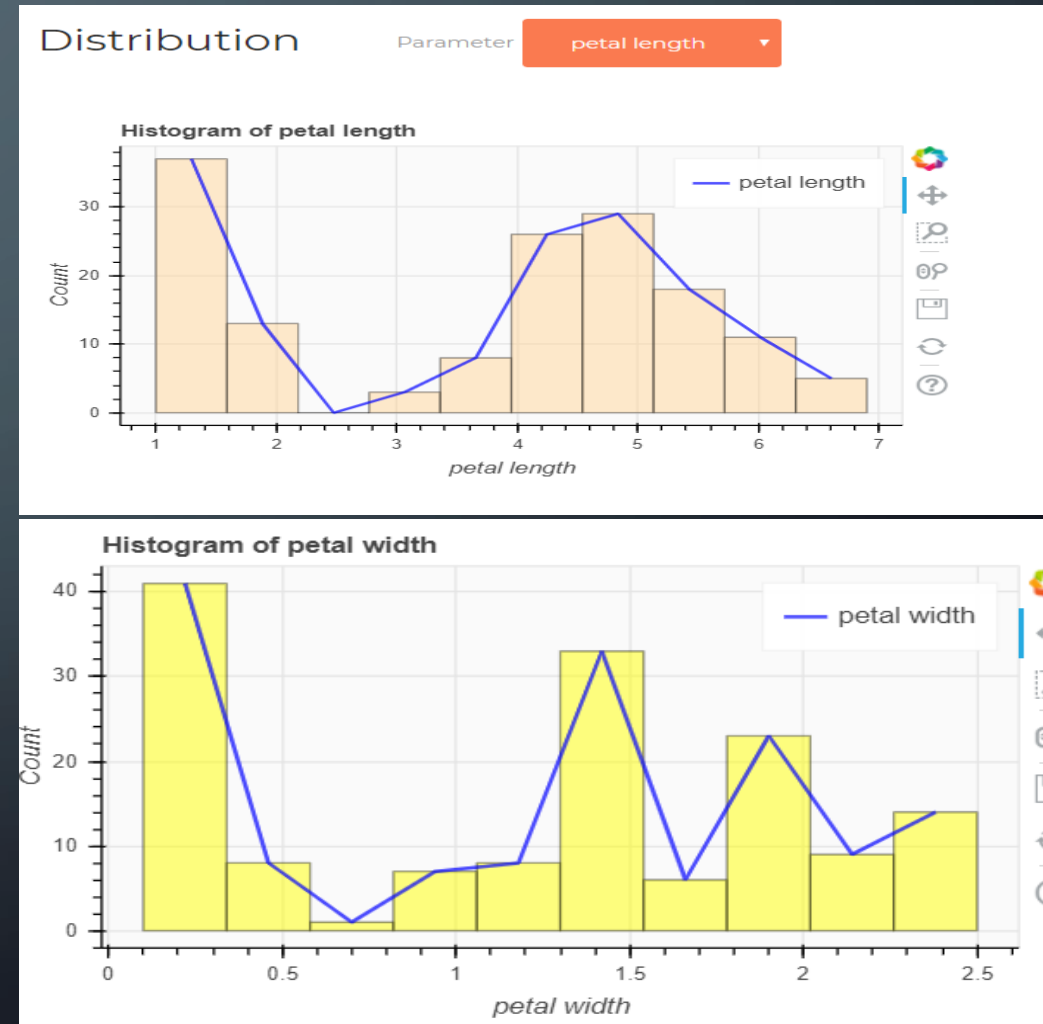 Distribution
Parameter petal length
Histogram of petal length
petal length
30
20
10
0
Count
1 2 3 4 5 6 7
petal length
Histogram of petal width
petal width
40
30
20
10
0
Count
0 0.5 1 1.5 2 2.5
petal width